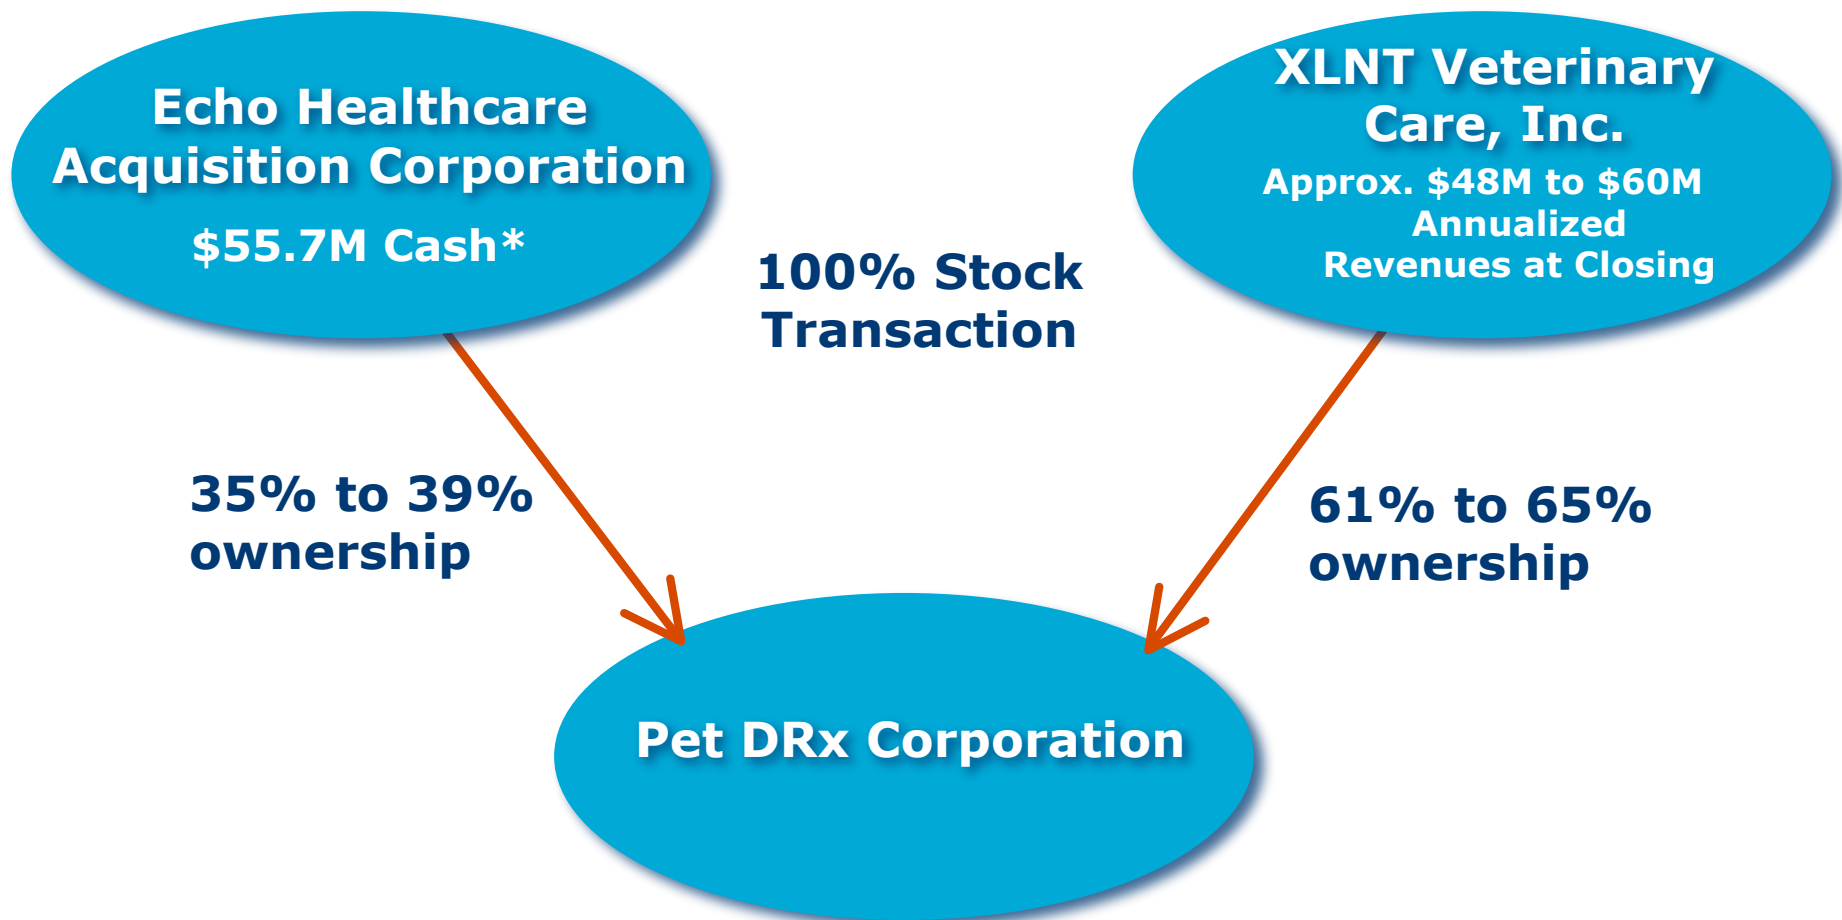 Echo Healthcare
Acquisition Corporation
$55.7M Cash*
XLNT Veterinary
Care, Inc.
Approx. $48M to $60M
Annualized
Revenues at Closing
100% Stock
Transaction
35% to 39%
ownership
61% to 65%
ownership
Pet DRx Corporation